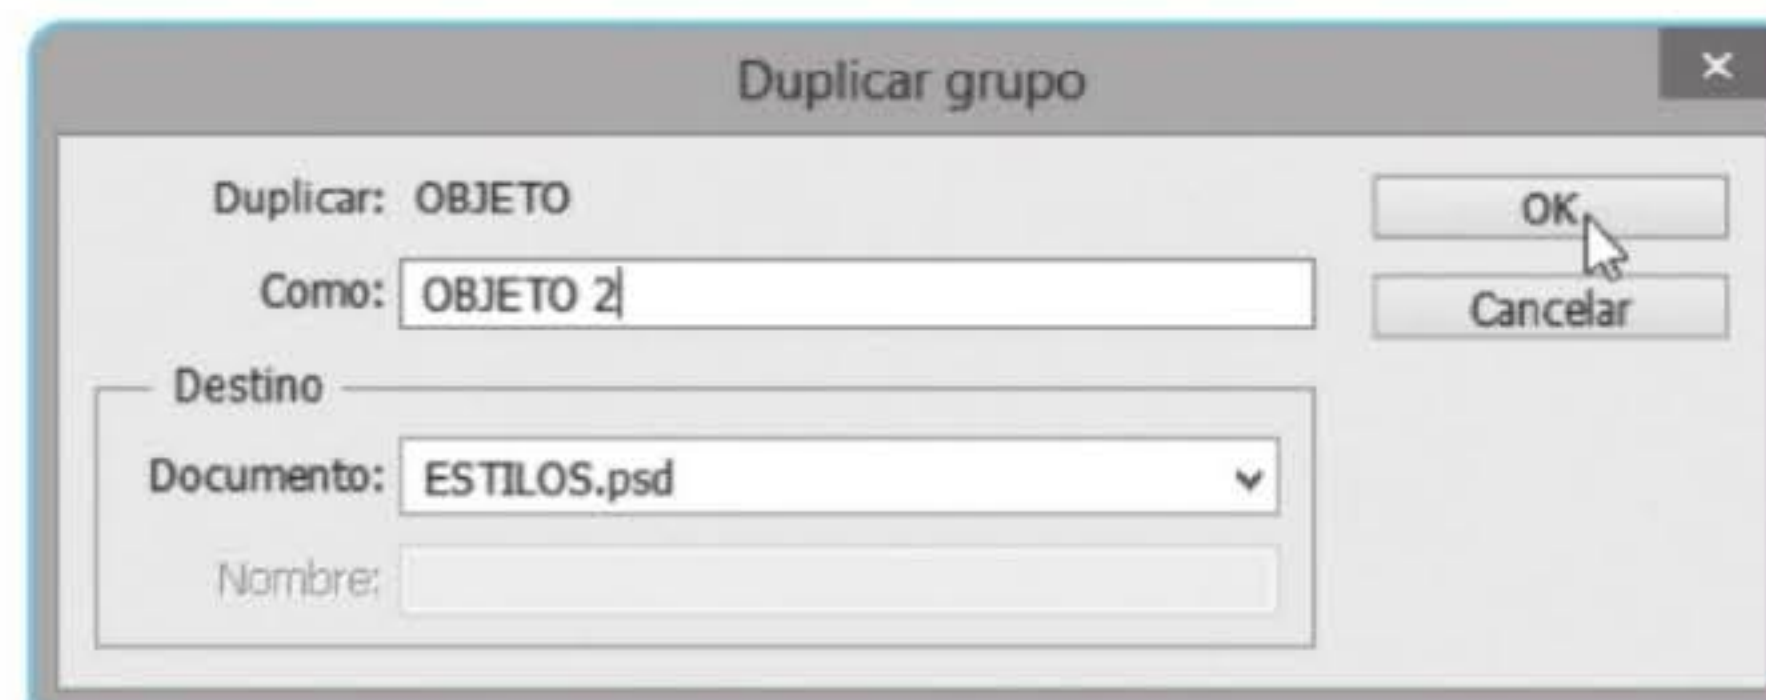 Duplicar grupo
Duplicar: OBJETO
OK
Como: OBJETO 2
Cancelar
Destino
Documento: ESTILOS.psd
Nombre: